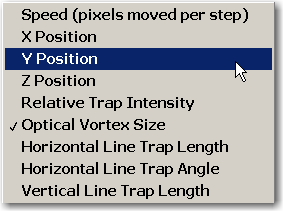 Speed (pixels moved per step)
X Position
Y Position
Z Position
Relative Trap Intensity
✓ Optical Vortex Size
Horizontal Line Trap Length
Horizontal Line Trap Angle
Vertical Line Trap Length